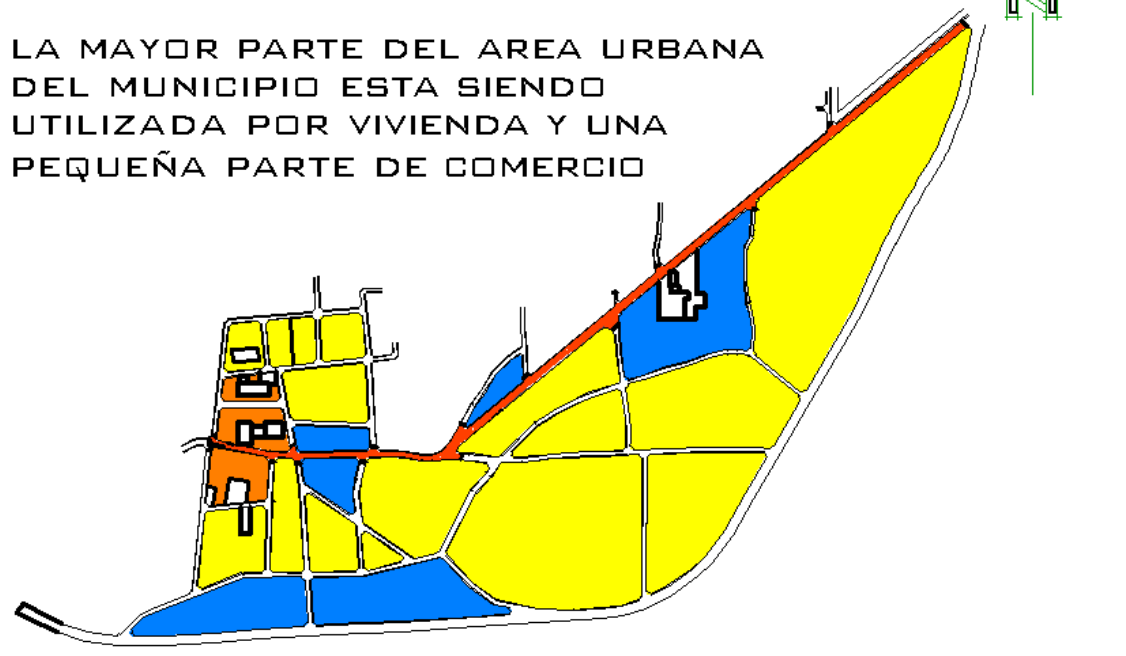 LA MAYOR PARTE DEL AREA URBANA
DEL MUNICIPIO ESTA SIENDO
UTILIZADA POR VIVIENDA Y UNA
PEQUEÑA PARTE DE COMERCIO